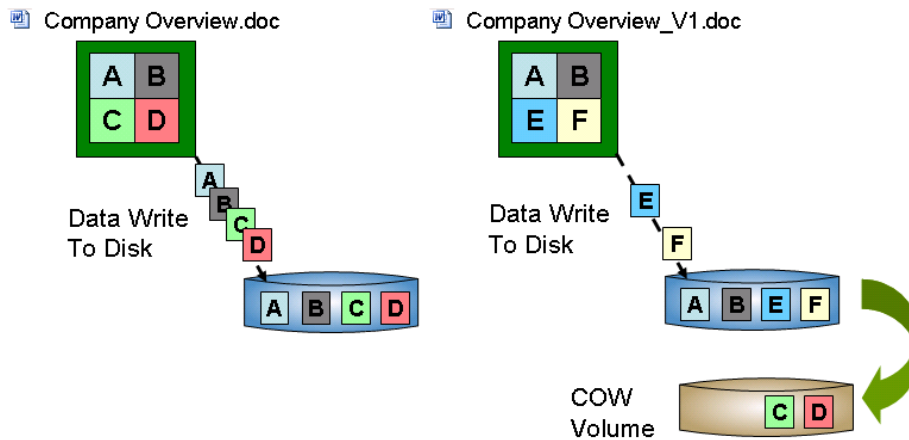 Company Overview.doc
A B
C D
A
B
C
D
Data Write
To Disk
A B C D
Company Overview_V1.doc
A B
E F
E
F
Data Write
To Disk
A B E F
COW
Volume
C D